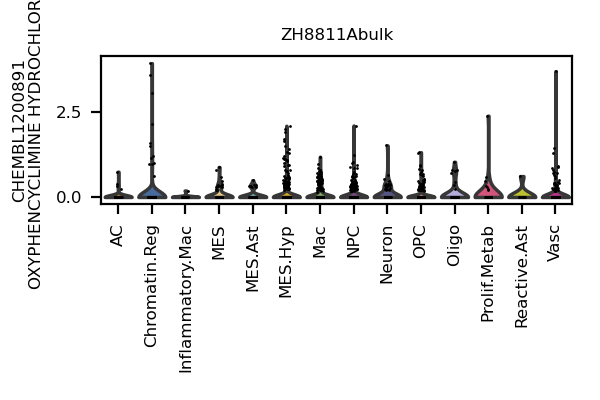 ZH8811Abulk
CHEMBL1200891
OXYPHENCYCLIMINE HYDROCHLOR
2.5
0.0
AC
Chromatin.Reg
Inflammatory.Mac
MES
MES.Ast
MES.Hyp
Mac
NPC
Neuron
OPC
Oligo
Prolif.Metab
Reactive.Ast
Vasc